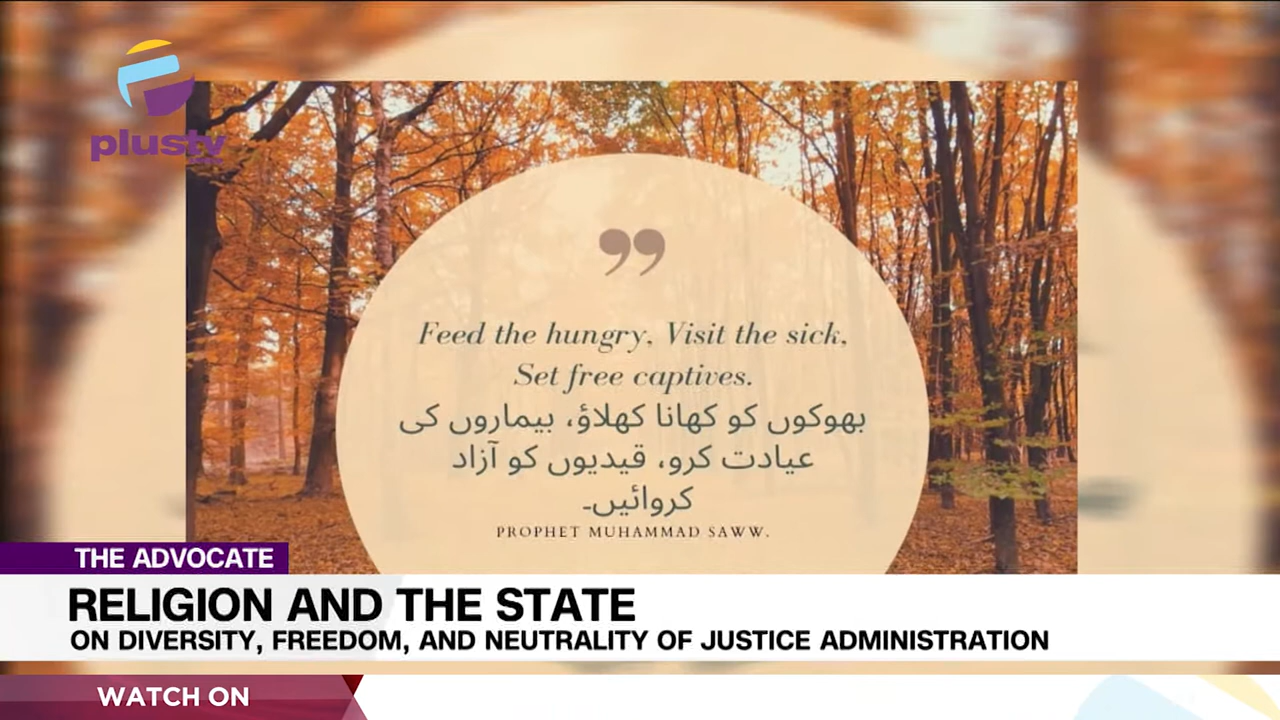 plustv
”
Feed the hungry, Visit the sick,
Set free captives.
بھوکوں کو کھانا کھلاؤ، بیماروں کی
عیادت کرو، قیدیوں کو آزاد
کروائیں۔
PROPHET MUHAMMAD SAWW.
THE ADVOCATE
RELIGION AND THE STATE
ON DIVERSITY, FREEDOM, AND NEUTRALITY OF JUSTICE ADMINISTRATION
WATCH ON